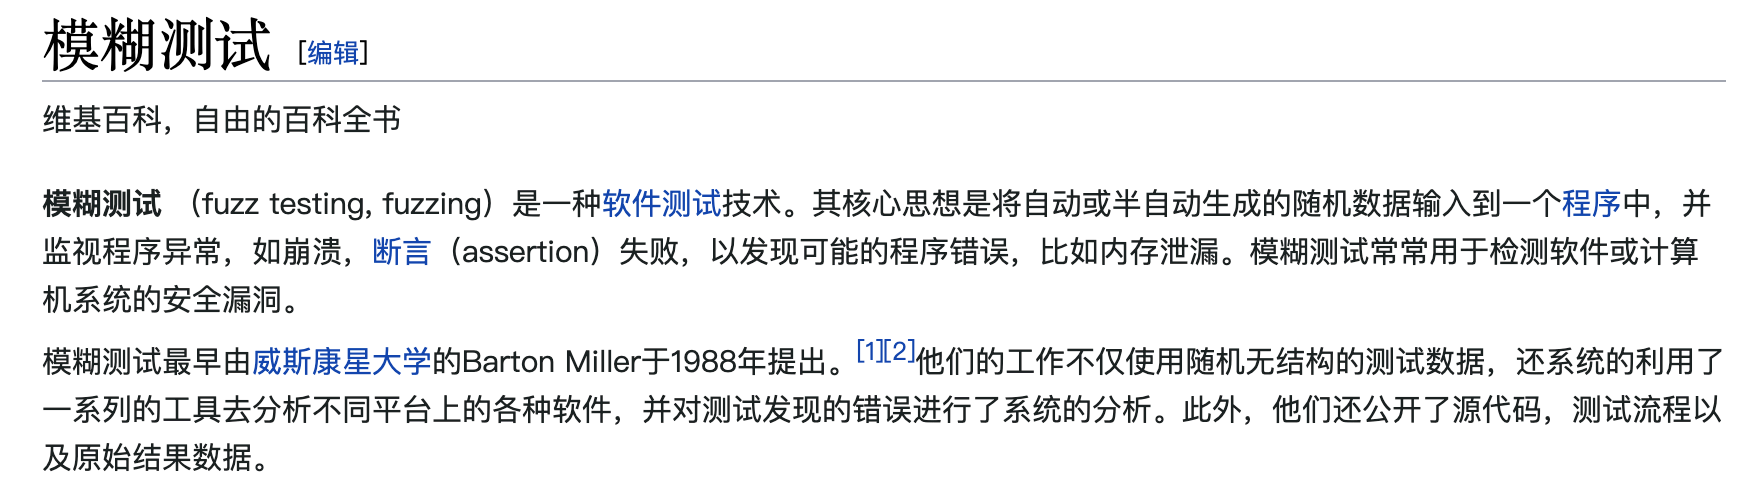 模糊测试 [编辑]
维基百科，自由的百科全书
模糊测试 （fuzz testing, fuzzing）是一种软件测试技术。其核心思想是将自动或半自动生成的随机数据输入到一个程序中，并
监视程序异常，如崩溃，断言（assertion）失败，以发现可能的程序错误，比如内存泄漏。模糊测试常常用于检测软件或计算
机系统的安全漏洞。
模糊测试最早由威斯康星大学的Barton Miller于1988年提出。[1][2]他们的工作不仅使用随机无结构的测试数据，还系统的利用了
一系列的工具去分析不同平台上的各种软件，并对测试发现的错误进行了系统的分析。此外，他们还公开了源代码，测试流程以
及原始结果数据。